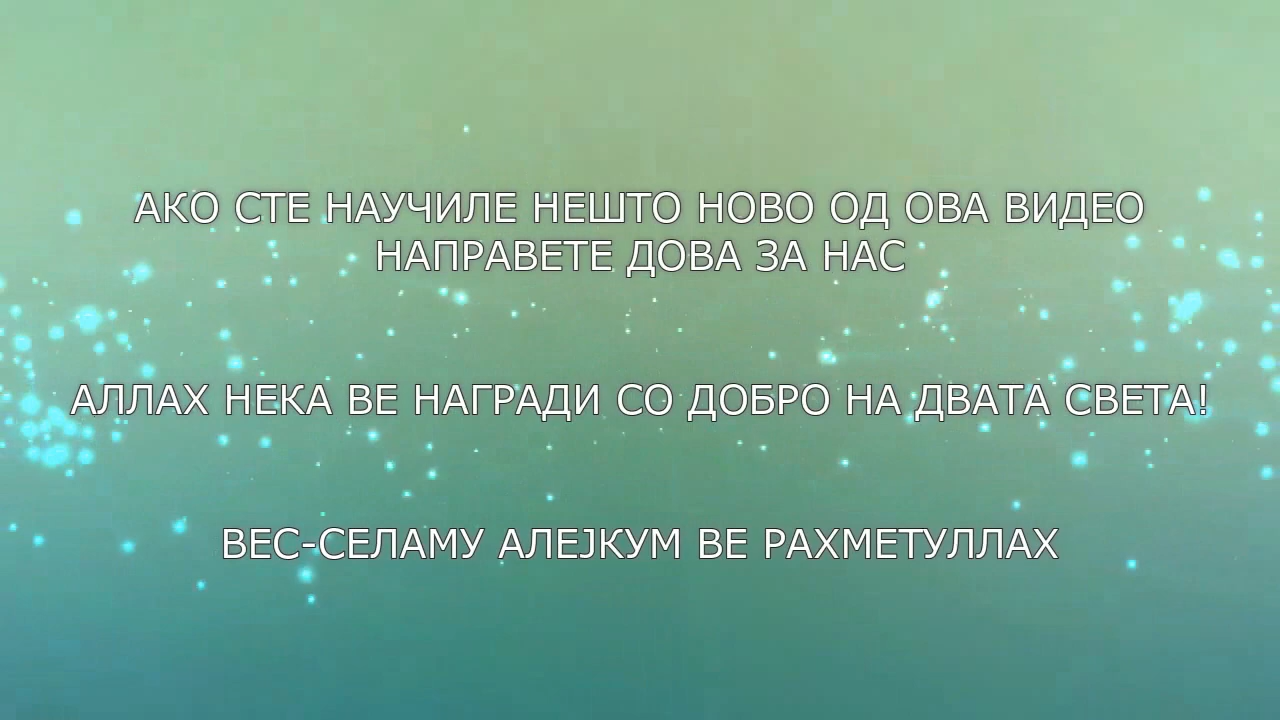 АКО СТЕ НАУЧИЛЕ НЕШТО НОВО ОД ОВА ВИДЕО
НАПРАВЕТЕ ДОВА ЗА НАС
АЛЛАХ НЕКА ВЕ НАГРАДИ СО ДОБРО НА ДВАТА СВЕТА!
ВЕС-СЕЛАМУ АЛЕЈКУМ ВЕ РАХМЕТУЛЛАХ